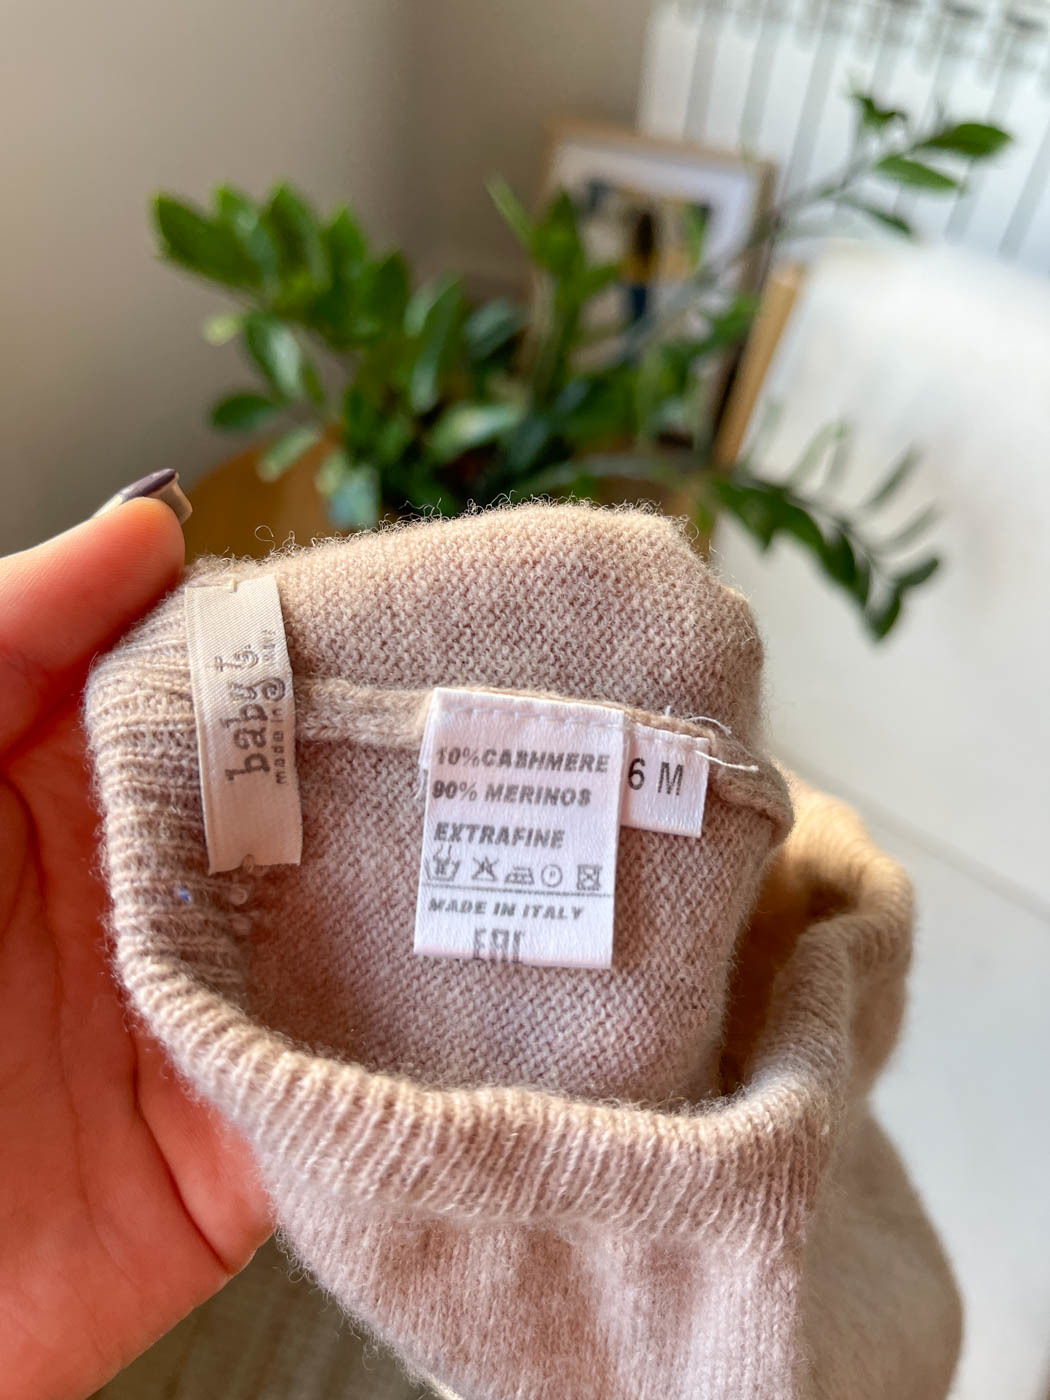 baby T.
made in
10%CASHMERE
90% MERINOS
EXTRAFINE
MADE IN ITALY
EAC
6 M